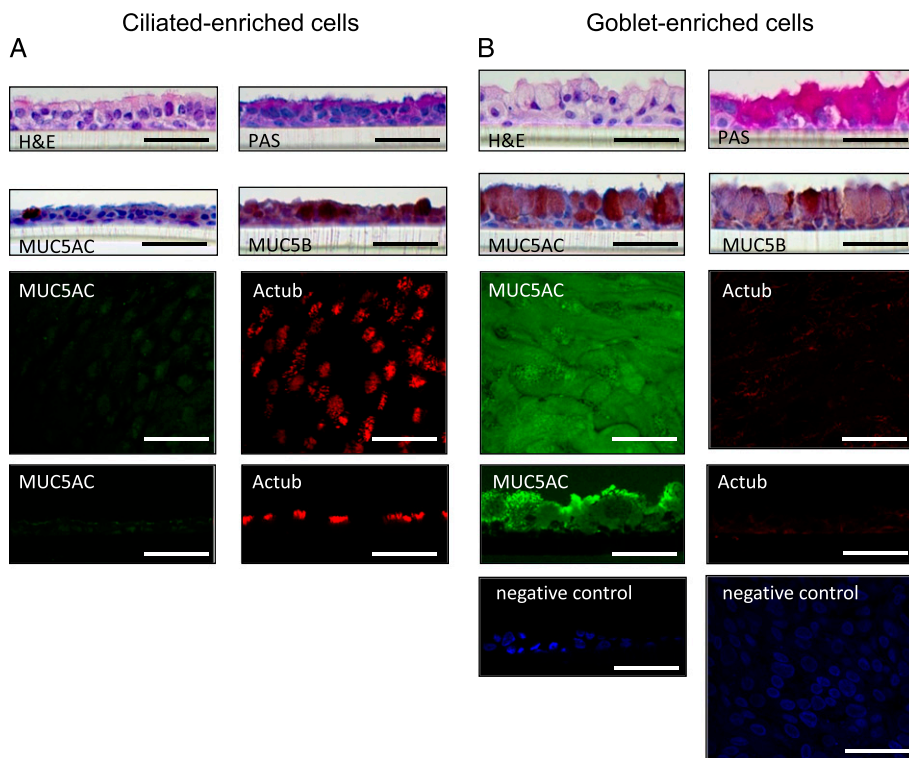 Ciliated-enriched cells
Goblet-enriched cells
A
B
H&E
PAS
H&E
PAS
MUC5AC
MUC5B
MUC5AC
MUC5B
MUC5AC
Actub
MUC5AC
Actub
MUC5AC
Actub
MUC5AC
Actub
negative control
negative control